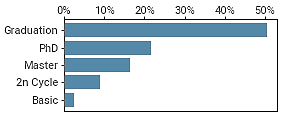 0% 10% 20% 30% 40% 50%
Graduation
PhD
Master
2n Cycle
Basic